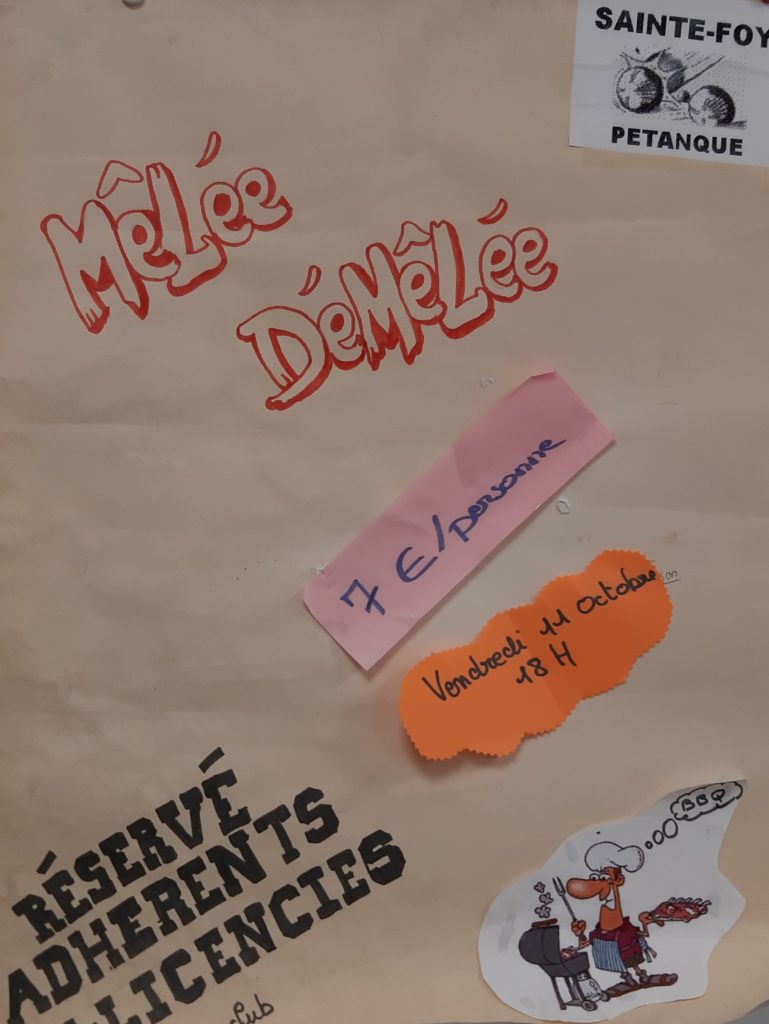 SAINTE-FOY
PETANQUE
MêLée
DéMêLée
7 €/personne
Vendredi 11 octobre
18 H
BBQ
RÉSERVÉ
ADHERENTS
LICENCIES
club